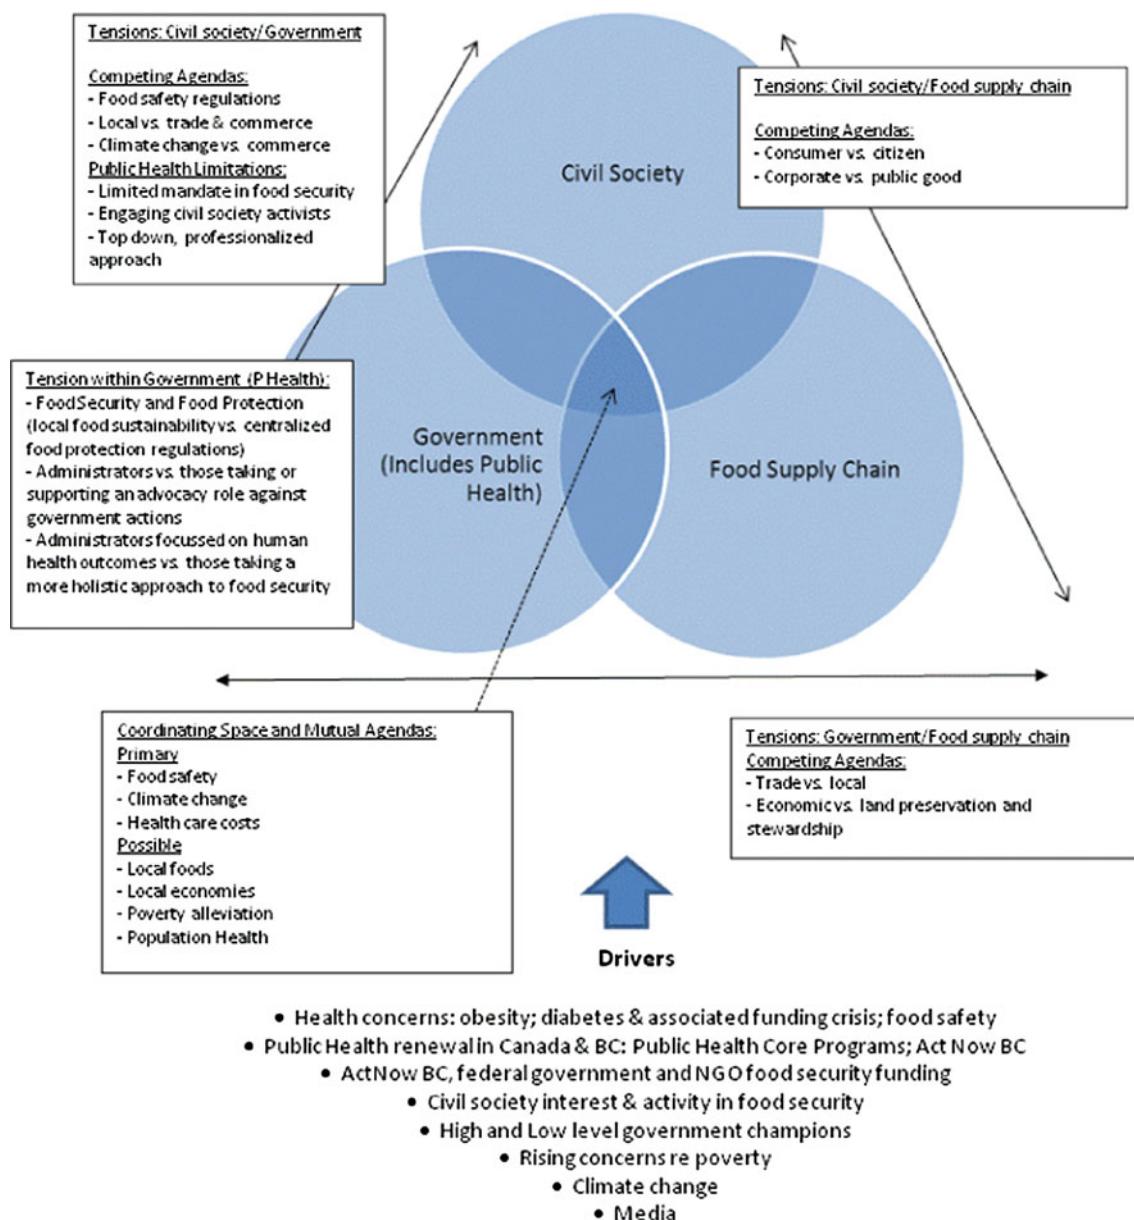 Tensions: Civil society/Government
Competing Agendas:
- Food safety regulations
- Local vs. trade & commerce
- Climate change vs. commerce
Public Health Limitations:
- Limited mandate in food security
- Engaging civil society activists
- Top down, professionalized
approach
Tensions: Civil society/Food supply chain
Competing Agendas:
- Consumer vs. citizen
- Corporate vs. public good
Civil Society
Tension within Government (P Health):
- Food Security and Food Protection
(local food sustainability vs. centralized
food protection regulations)
- Administrators vs. those taking or
supporting an advocacy role against
government actions
- Administrators focussed on human
health outcomes vs. those taking a
more holistic approach to food security
Government
(Includes Public
Health)
Food Supply Chain
Coordinating Space and Mutual Agendas:
Primary
- Food safety
- Climate change
- Health care costs
Possible
- Local foods
- Local economies
- Poverty alleviation
- Population Health
Tensions: Government/Food supply chain
Competing Agendas:
- Trade vs. local
- Economic vs. land preservation and
stewardship
Drivers
• Health concerns: obesity; diabetes & associated funding crisis; food safety
• Public Health renewal in Canada & BC: Public Health Core Programs; Act Now BC
• ActNow BC, federal government and NGO food security funding
• Civil society interest & activity in food security
• High and Low level government champions
• Rising concerns re poverty
• Climate change
• Media